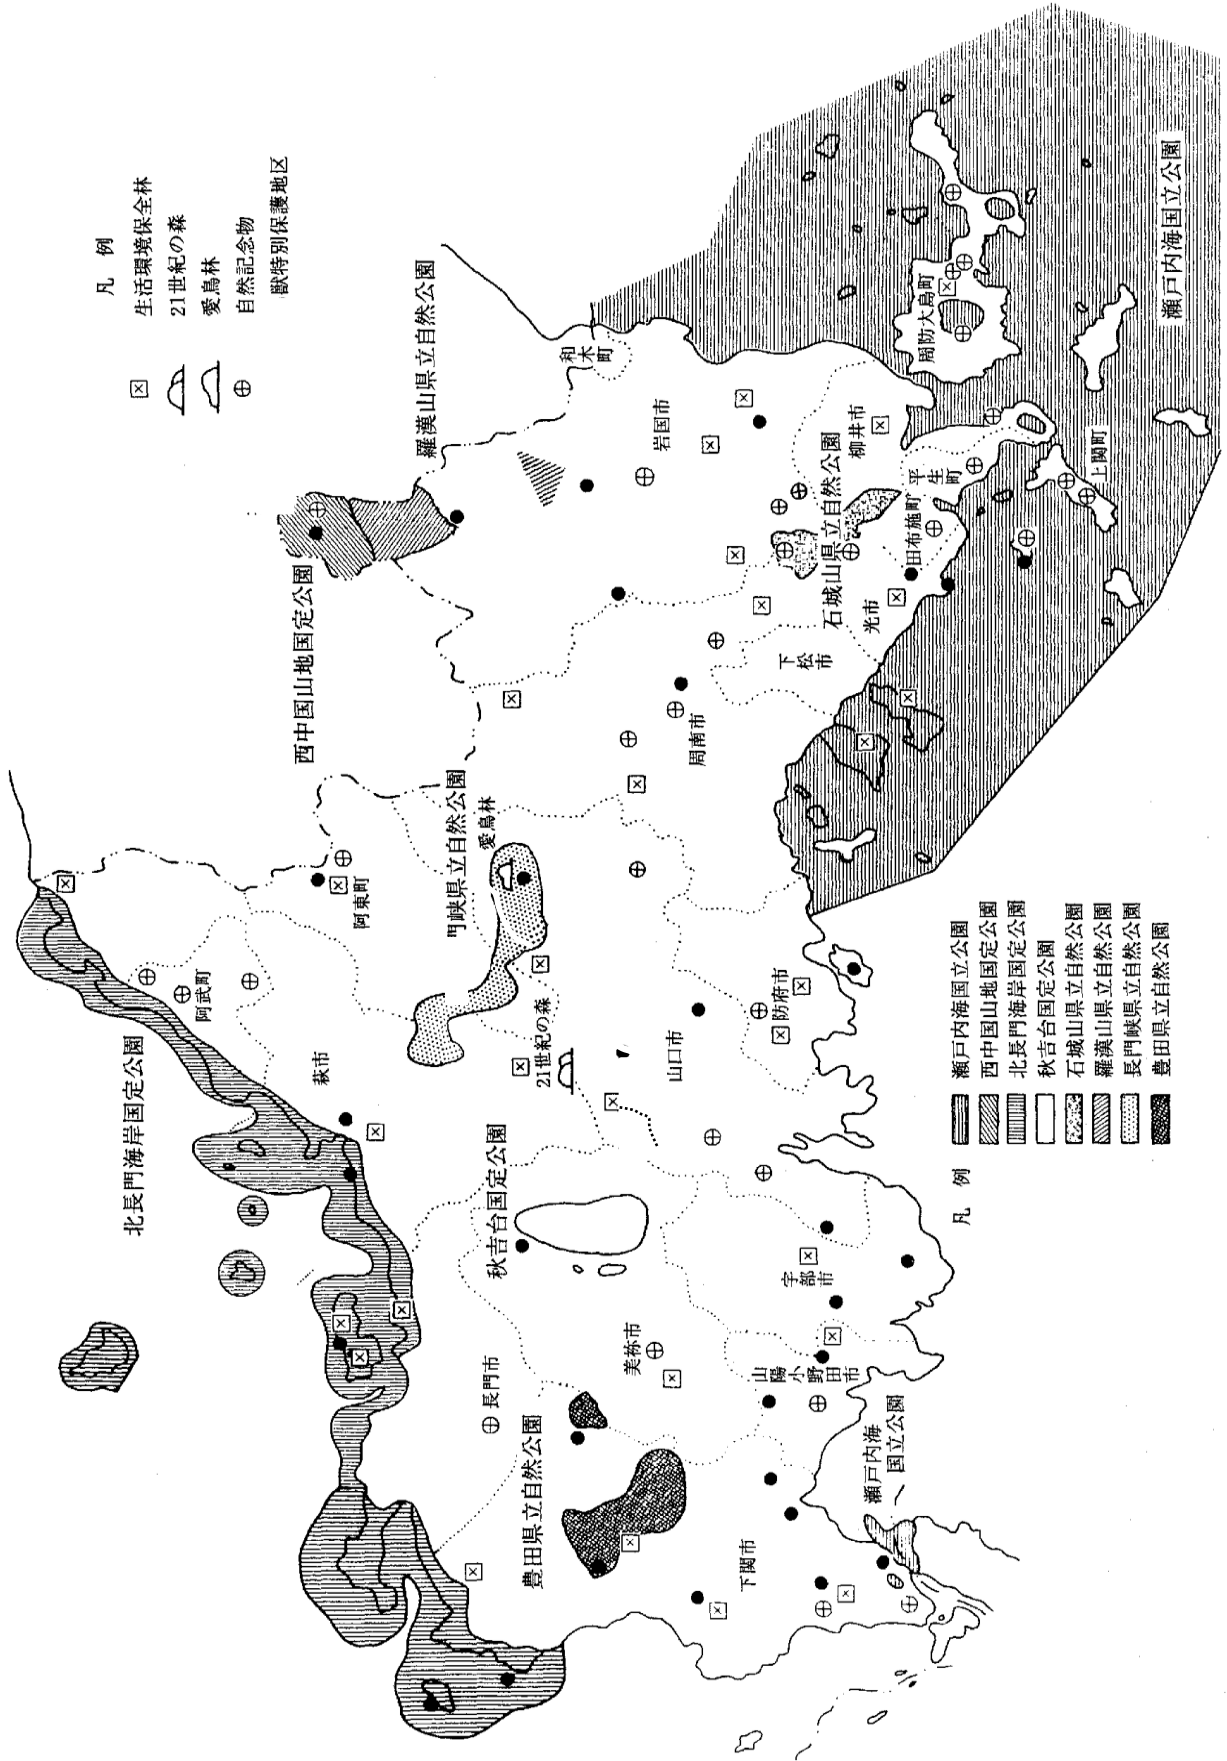 凡 例
生活環境保全林
21世紀の森
愛鳥林
自然記念物
獣特別保護地区
北長門海岸国定公園
西中国山地国定公園
羅漢山県立自然公園
門峡県立自然公園
愛鳥林
秋吉台国定公園
豊田県立自然公園
石城山県立自然公園
瀬戸内海国立公園
瀬戸内海
国立公園
21世紀の森
阿武町
阿東町
萩市
長門市
美祢市
下関市
山陽小野田市
宇部市
山口市
防府市
周南市
下松市
光市
田布施町
平生町
柳井市
上関町
周防大島町
岩国市
和木町
凡 例
瀬戸内海国立公園
西中国山地国定公園
北長門海岸国定公園
秋吉台国定公園
石城山県立自然公園
羅漢山県立自然公園
長門峡県立自然公園
豊田県立自然公園